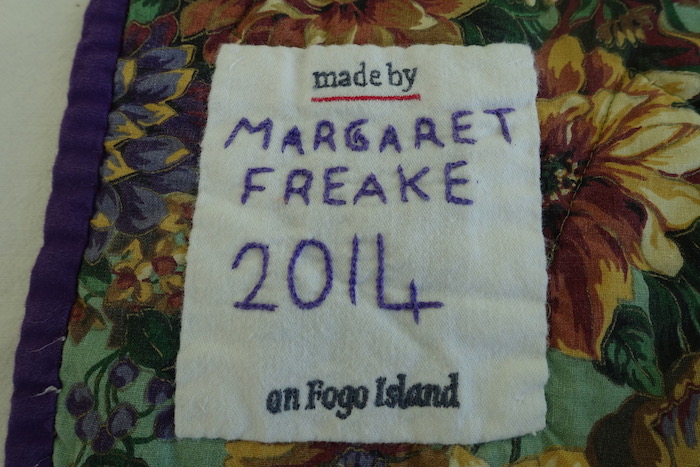 made by
MARGARET
FREAKE
2014
on Fogo Island